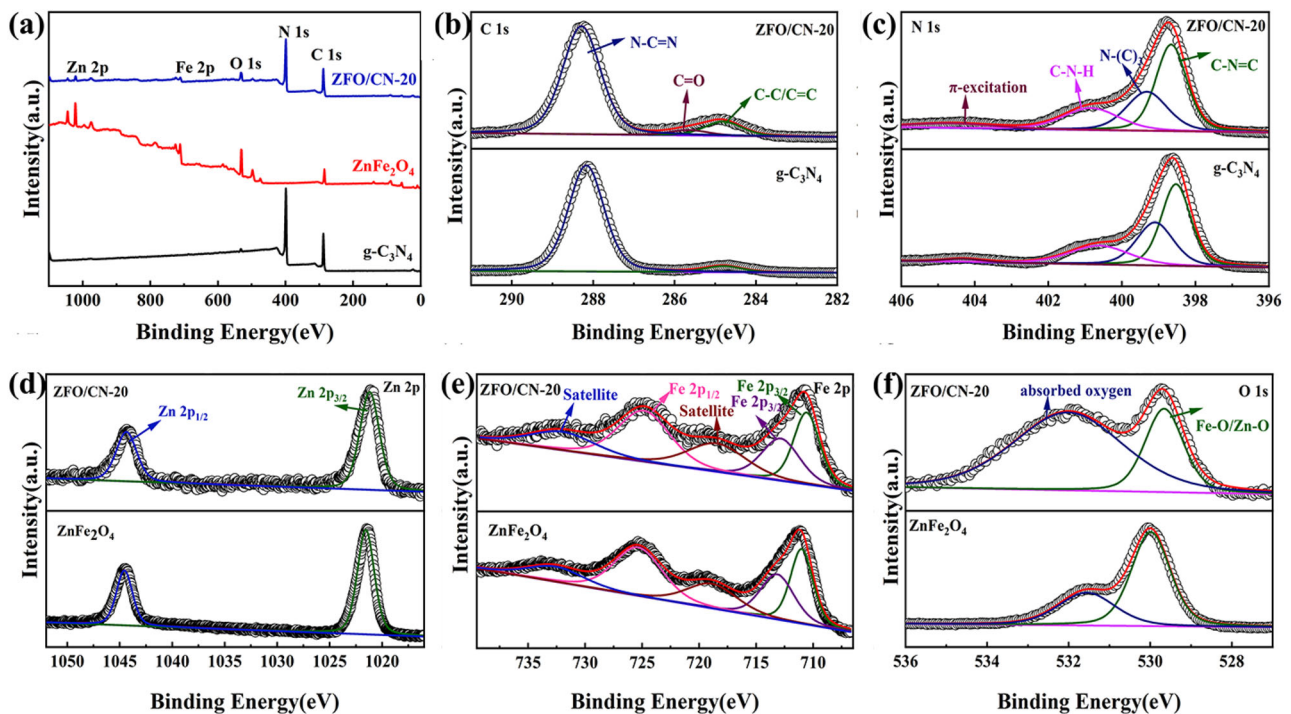 (a)
N 1s
C 1s
Zn 2p
Fe 2p
O 1s
ZFO/CN-20
ZnFe₂O₄
g-C₃N₄
Intensity(a.u.)
1000 800 600 400 200 0
Binding Energy(eV)
(b)
C 1s
ZFO/CN-20
N-C=N
C=O
C-C/C=C
g-C₃N₄
Intensity(a.u.)
290 288 286 284 282
Binding Energy(eV)
(c)
N 1s
ZFO/CN-20
N-(C)₃
C-N=C
C-N-H
π-excitation
g-C₃N₄
Intensity(a.u.)
406 404 402 400 398 396
Binding Energy(eV)
(d)
ZFO/CN-20
Zn 2p
Zn 2p₃/₂
Zn 2p₁/₂
ZnFe₂O₄
Intensity(a.u.)
1050 1045 1040 1035 1030 1025 1020
Binding Energy(eV)
(e)
ZFO/CN-20
Fe 2p
Satellite
Fe 2p₁/₂
Satellite
Fe 2p₃/₂
Fe 2p₃/₂
ZnFe₂O₄
Intensity(a.u.)
735 730 725 720 715 710
Binding Energy(eV)
(f)
ZFO/CN-20
O 1s
absorbed oxygen
Fe-O/Zn-O
ZnFe₂O₄
Intensity(a.u.)
536 534 532 530 528
Binding Energy(eV)